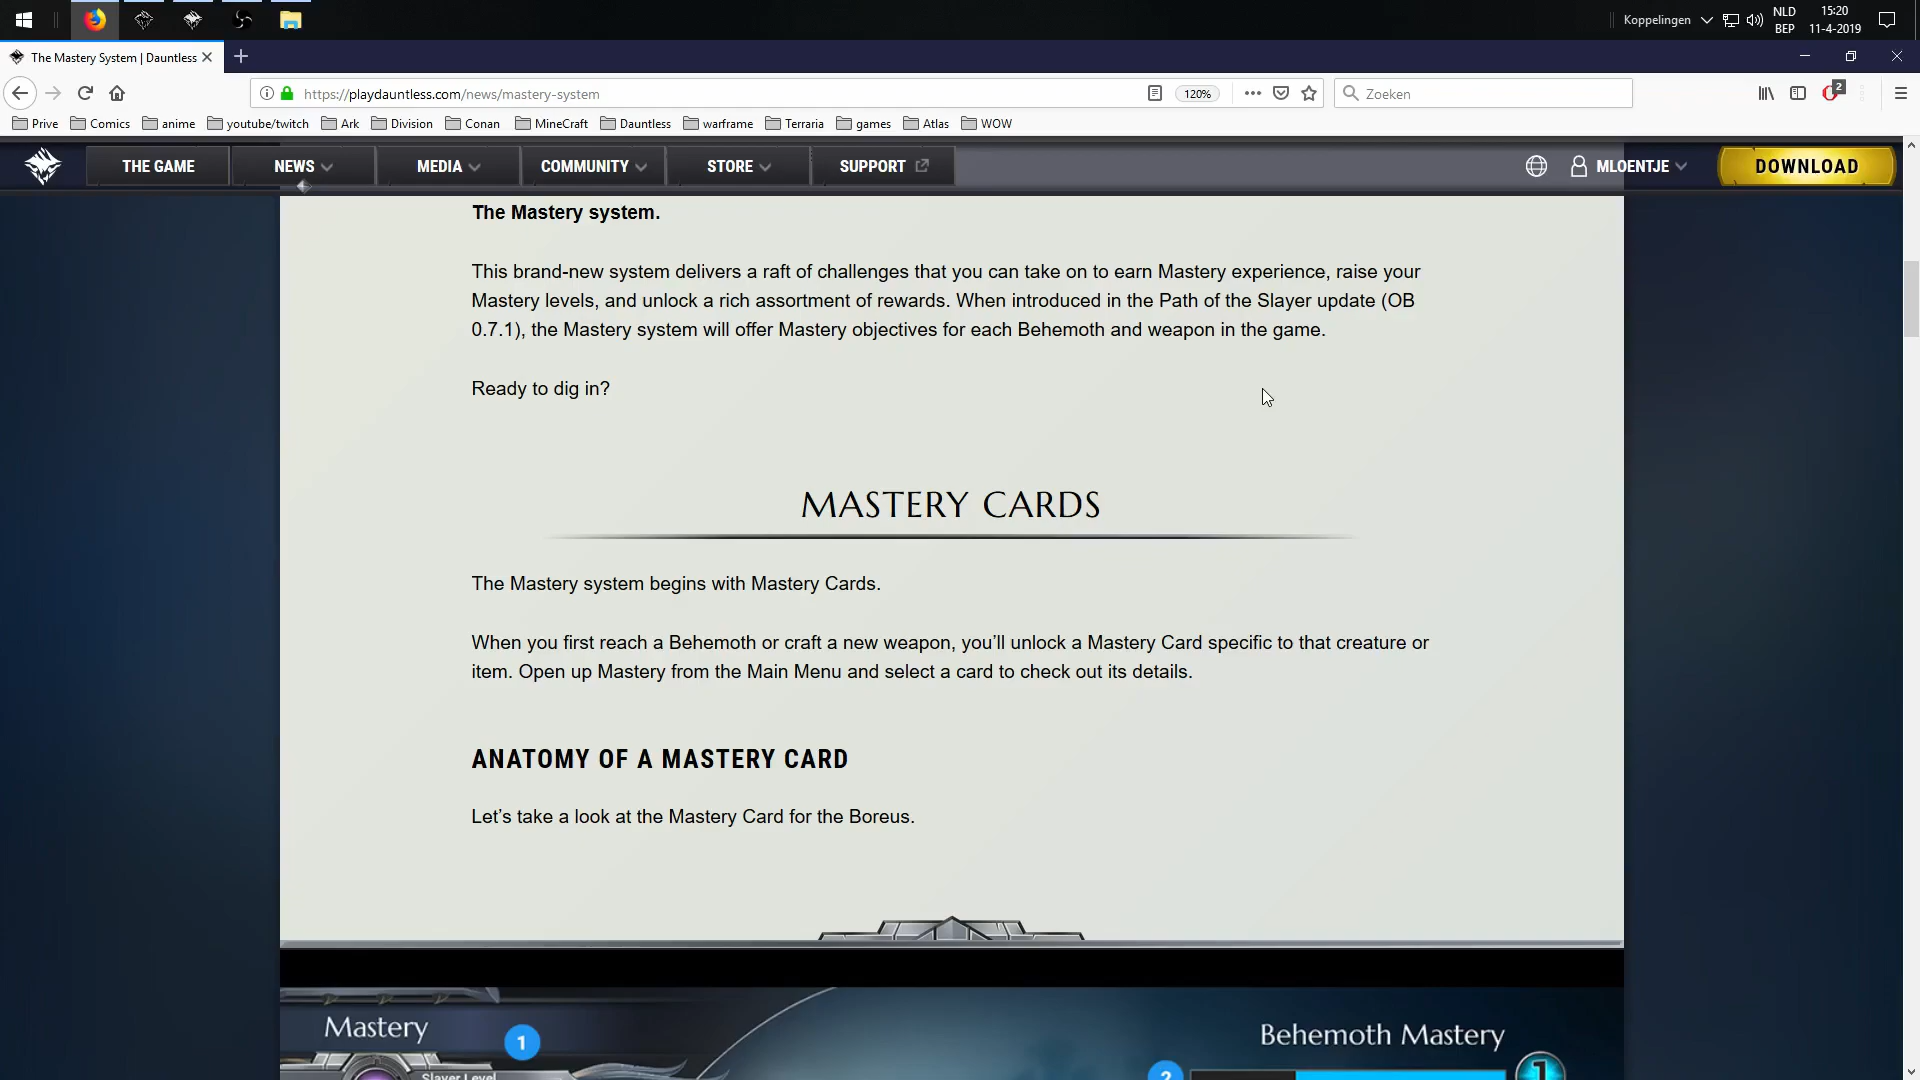 Koppelingen
NLD
BEP
15:20
11-4-2019
The Mastery System | Dauntless
https://playdauntless.com/news/mastery-system
120%
Zoeken
2
Prive
Comics
anime
youtube/twitch
Ark
Division
Conan
MineCraft
Dauntless
warframe
Terraria
games
Atlas
WOW
THE GAME
NEWS
MEDIA
COMMUNITY
STORE
SUPPORT
MLOENTJE
DOWNLOAD
The Mastery system.
This brand-new system delivers a raft of challenges that you can take on to earn Mastery experience, raise your
Mastery levels, and unlock a rich assortment of rewards. When introduced in the Path of the Slayer update (OB
0.7.1), the Mastery system will offer Mastery objectives for each Behemoth and weapon in the game.
Ready to dig in?
MASTERY CARDS
The Mastery system begins with Mastery Cards.
When you first reach a Behemoth or craft a new weapon, you’ll unlock a Mastery Card specific to that creature or
item. Open up Mastery from the Main Menu and select a card to check out its details.
ANATOMY OF A MASTERY CARD
Let’s take a look at the Mastery Card for the Boreus.
Mastery
1
Behemoth Mastery
Slayer Level
2
1